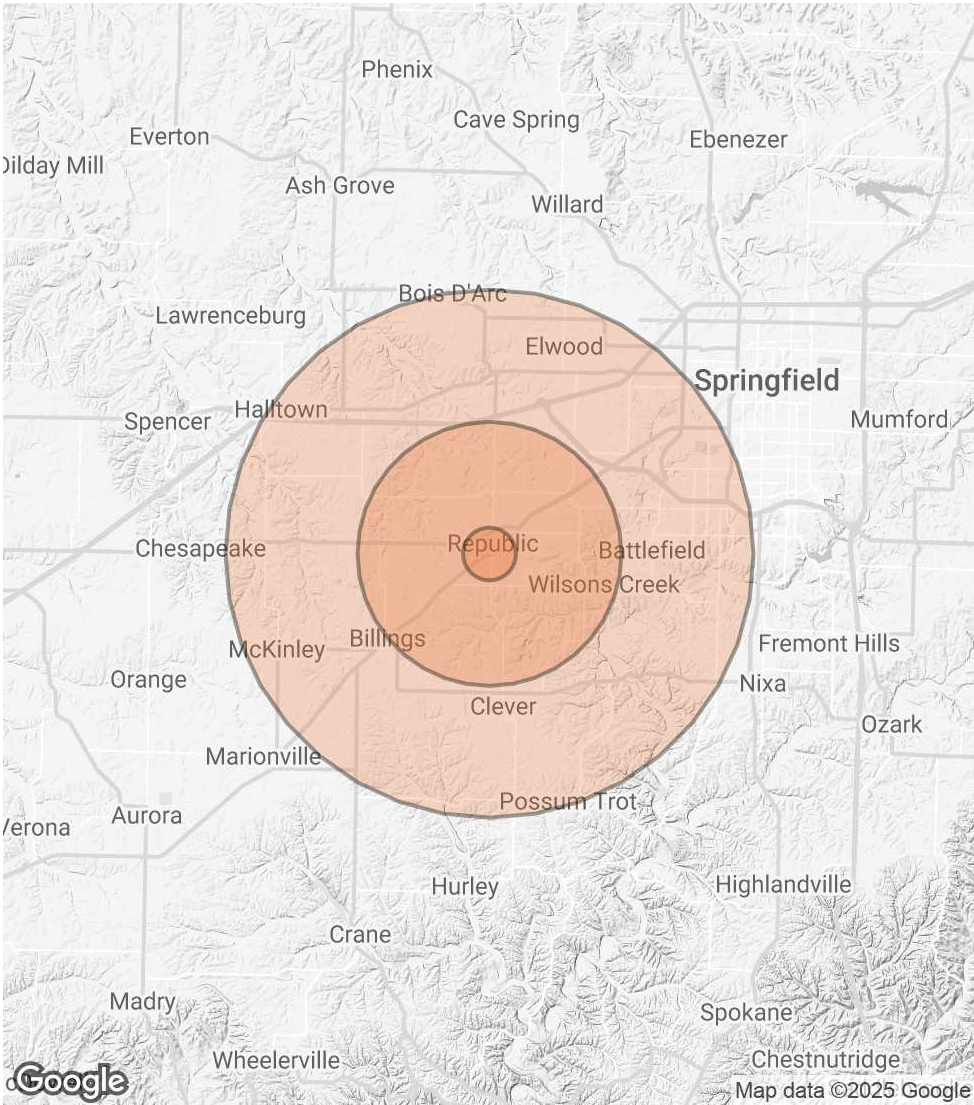 Phenix
Cave Spring
Everton
Ebenezer
Dilday Mill
Ash Grove
Willard
Bois D'Arc
Lawrenceburg
Elwood
Springfield
Halltown
Spencer
Mumford
Republic
Chesapeake
Battlefield
Wilsons Creek
Billings
McKinley
Fremont Hills
Orange
Nixa
Clever
Ozark
Marionville
Possum Trot
Aurora
Verona
Hurley
Highlandville
Crane
Madry
Spokane
Wheelerville
Chestnutridge
Google
Map data ©2025 Google